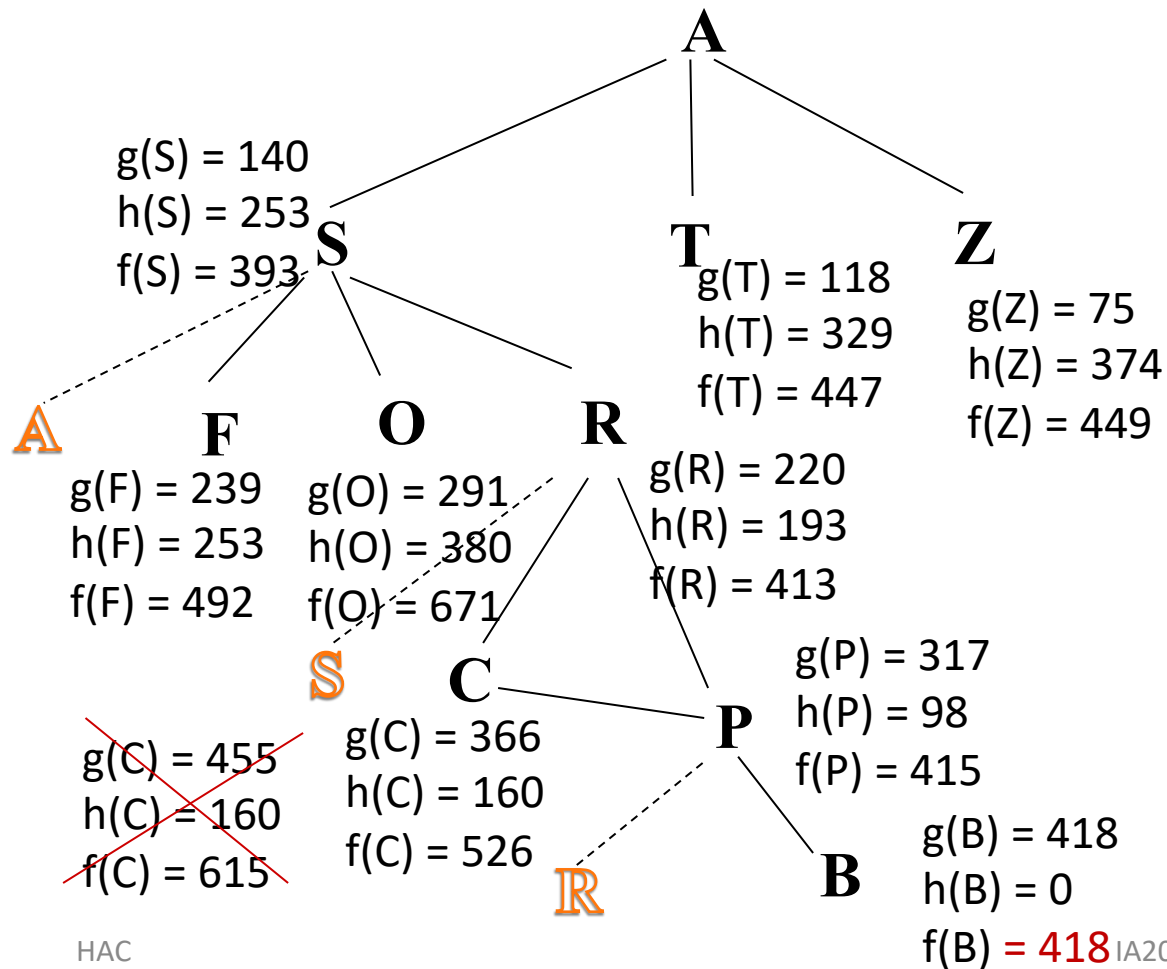 A
g(S) = 140
h(S) = 253
f(S) = 393
S
T
g(T) = 118
h(T) = 329
f(T) = 447
Z
g(Z) = 75
h(Z) = 374
f(Z) = 449
A
F
g(F) = 239
h(F) = 253
f(F) = 492
O
g(O) = 291
h(O) = 380
f(O) = 671
R
g(R) = 220
h(R) = 193
f(R) = 413
S
C
g(C) = 455
h(C) = 160
f(C) = 615
g(C) = 366
h(C) = 160
f(C) = 526
P
g(P) = 317
h(P) = 98
f(P) = 415
R
B
g(B) = 418
h(B) = 0
f(B) = 418
HAC
IA20